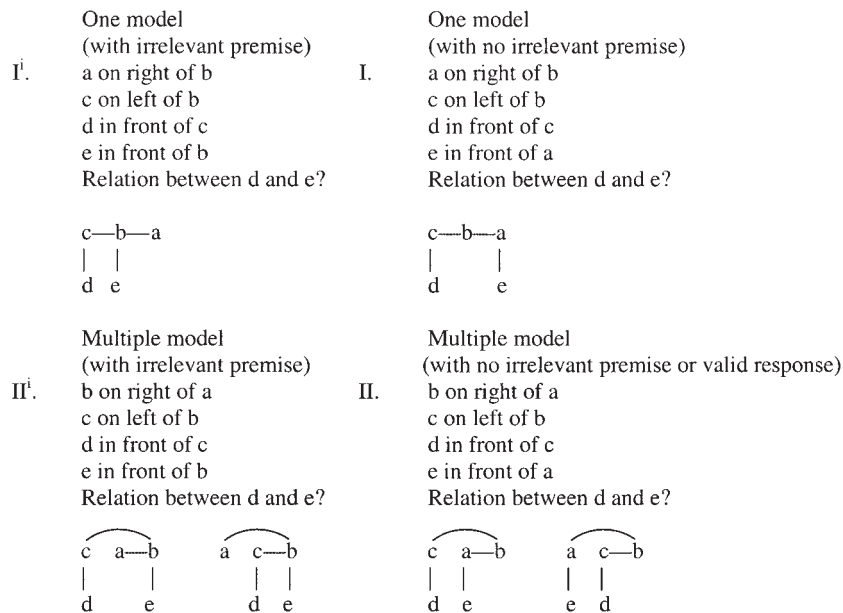 One model
(with irrelevant premise)
Iⁱ. a on right of b
c on left of b
d in front of c
e in front of b
Relation between d and e?
c—b—a
d e
One model
(with no irrelevant premise)
I. a on right of b
c on left of b
d in front of c
e in front of a
Relation between d and e?
c—b—a
d e
Multiple model
(with irrelevant premise)
IIⁱ. b on right of a
c on left of b
d in front of c
e in front of b
Relation between d and e?
c a—b a c—b
d e d e
Multiple model
(with no irrelevant premise or valid response)
II. b on right of a
c on left of b
d in front of c
e in front of a
Relation between d and e?
c a—b a c—b
d e e d